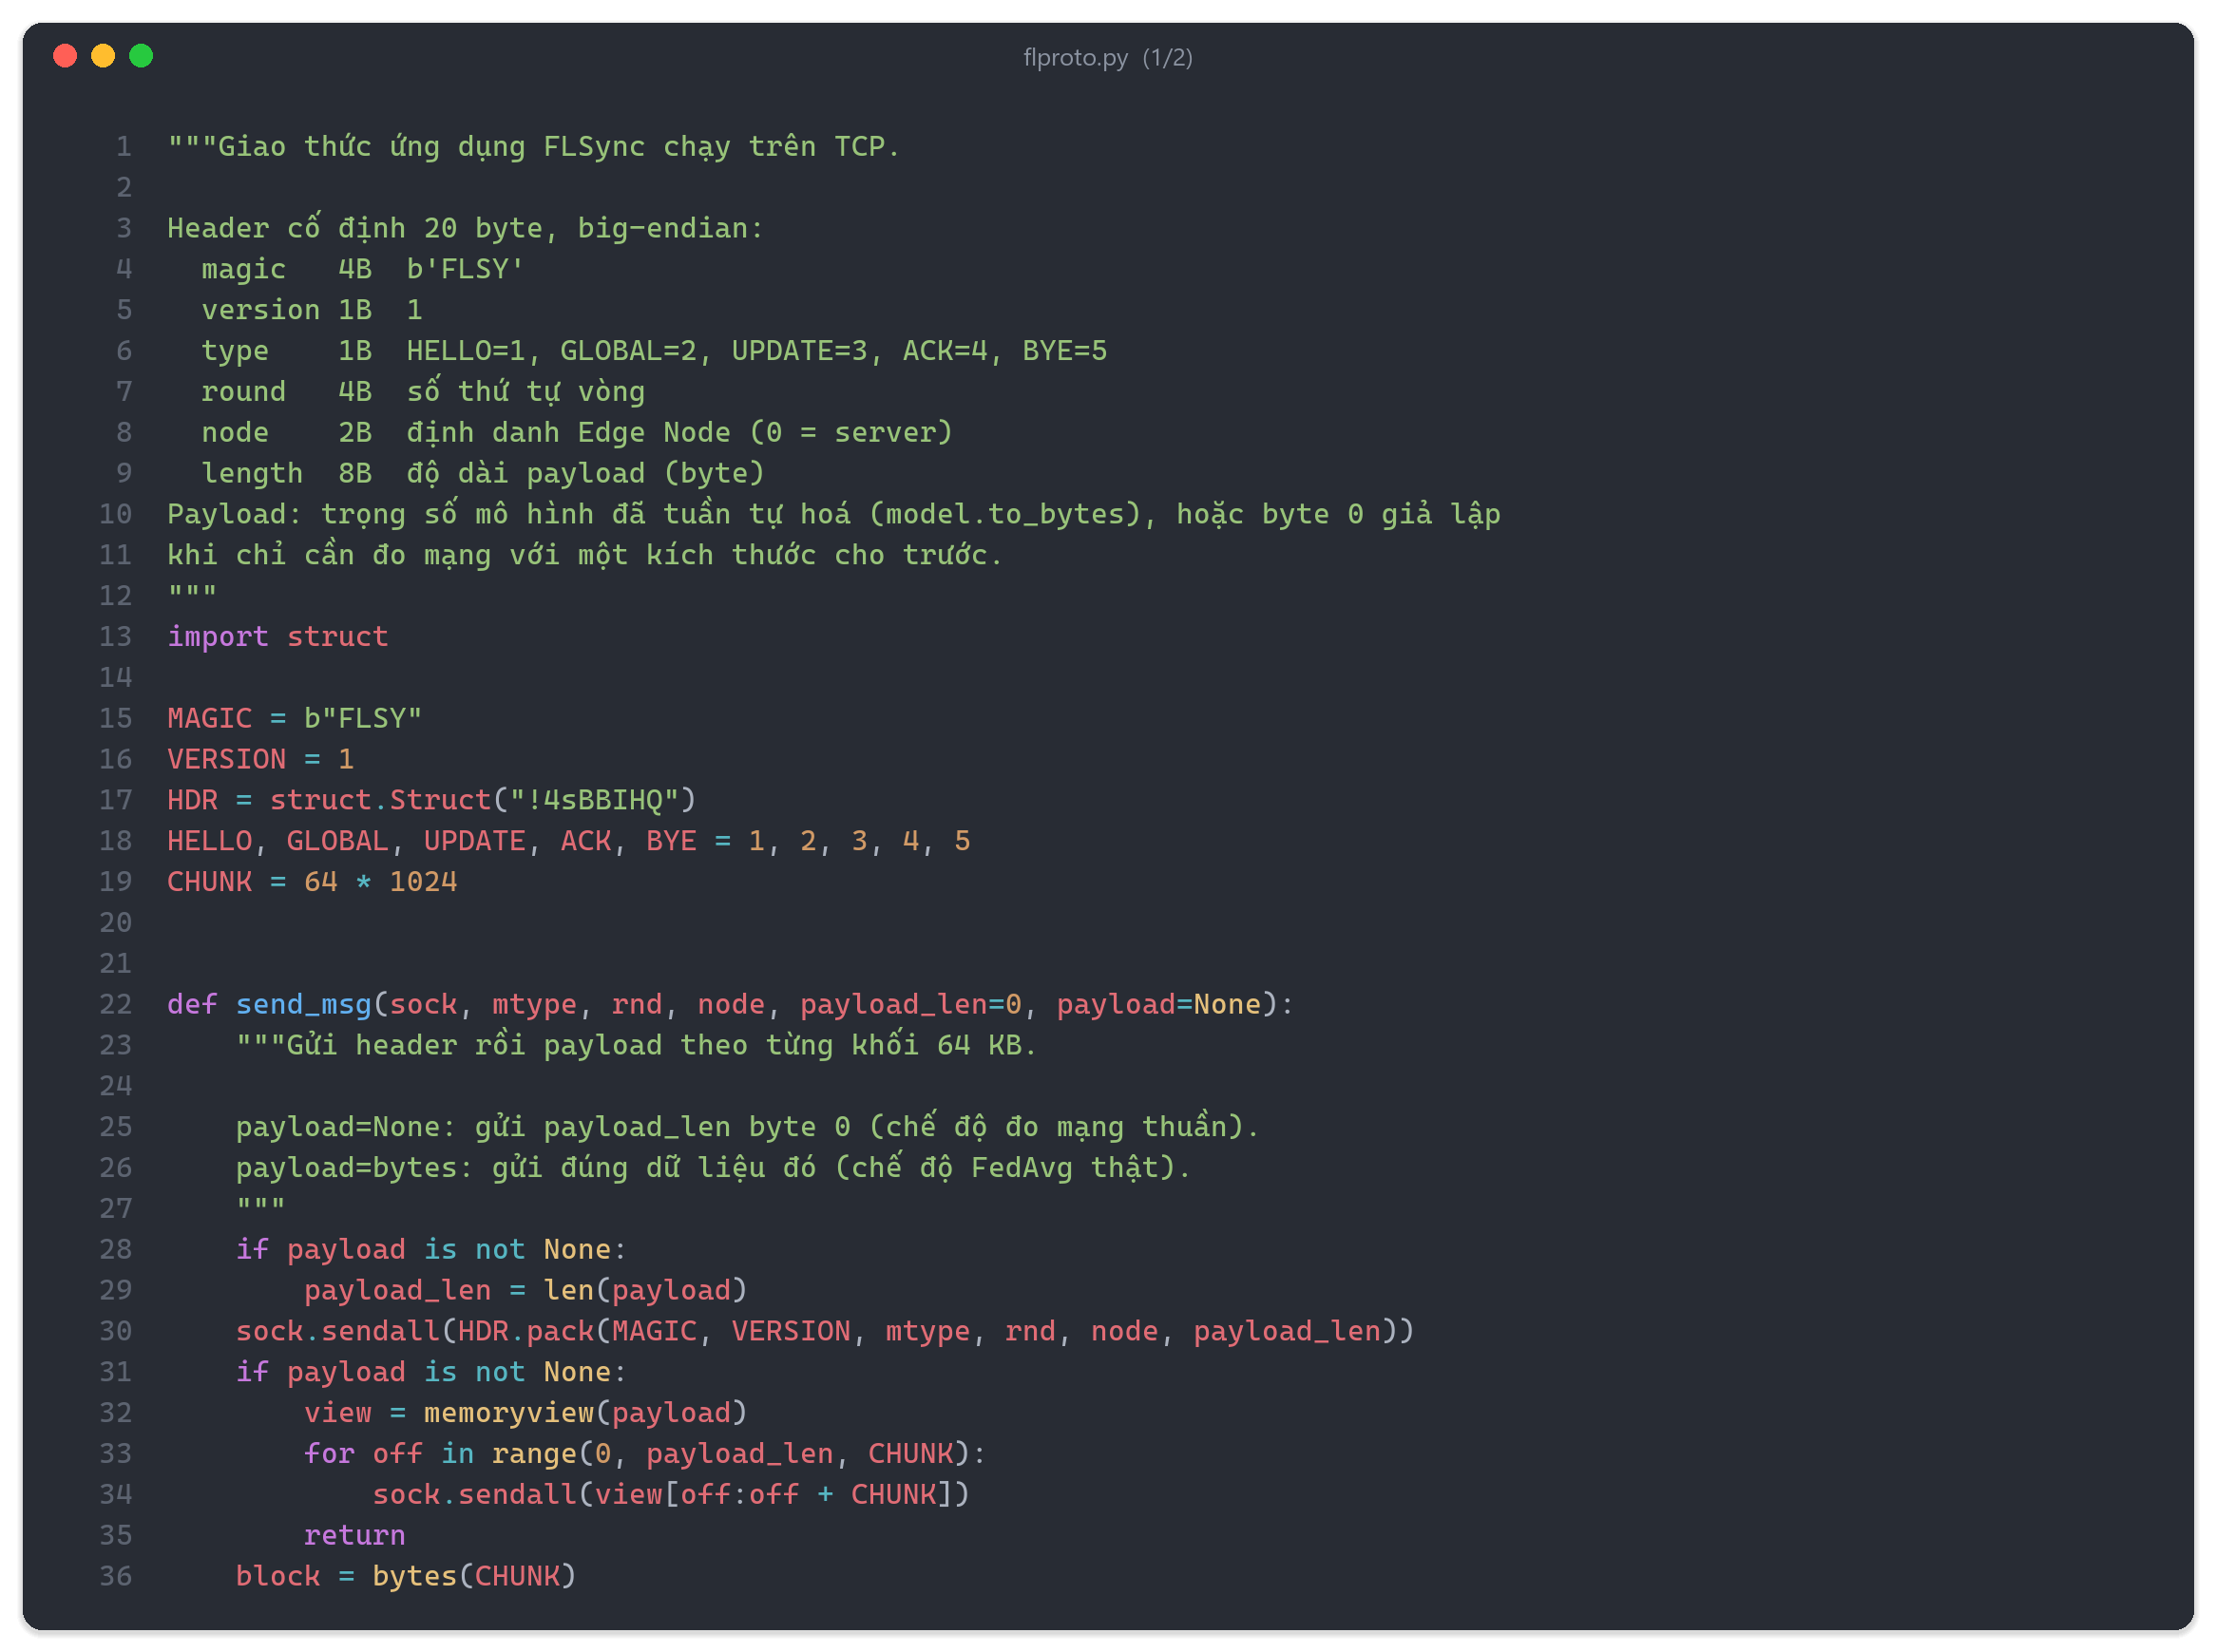 flproto.py (1/2)
1 """Giao thức ứng dụng FLSync chạy trên TCP.
2
3 Header cố định 20 byte, big-endian:
4   magic   4B  b'FLSY'
5   version 1B  1
6   type    1B  HELLO=1, GLOBAL=2, UPDATE=3, ACK=4, BYE=5
7   round   4B  số thứ tự vòng
8   node    2B  định danh Edge Node (0 = server)
9   length  8B  độ dài payload (byte)
10 Payload: trọng số mô hình đã tuần tự hoá (model.to_bytes), hoặc byte 0 giả lập
11 khi chỉ cần đo mạng với một kích thước cho trước.
12 """
13 import struct
14
15 MAGIC = b"FLSY"
16 VERSION = 1
17 HDR = struct.Struct("!4sBBIHQ")
18 HELLO, GLOBAL, UPDATE, ACK, BYE = 1, 2, 3, 4, 5
19 CHUNK = 64 * 1024
20
21
22 def send_msg(sock, mtype, rnd, node, payload_len=0, payload=None):
23     """Gửi header rồi payload theo từng khối 64 KB.
24
25     payload=None: gửi payload_len byte 0 (chế độ đo mạng thuần).
26     payload=bytes: gửi đúng dữ liệu đó (chế độ FedAvg thật).
27     """
28     if payload is not None:
29         payload_len = len(payload)
30     sock.sendall(HDR.pack(MAGIC, VERSION, mtype, rnd, node, payload_len))
31     if payload is not None:
32         view = memoryview(payload)
33         for off in range(0, payload_len, CHUNK):
34             sock.sendall(view[off:off + CHUNK])
35         return
36     block = bytes(CHUNK)